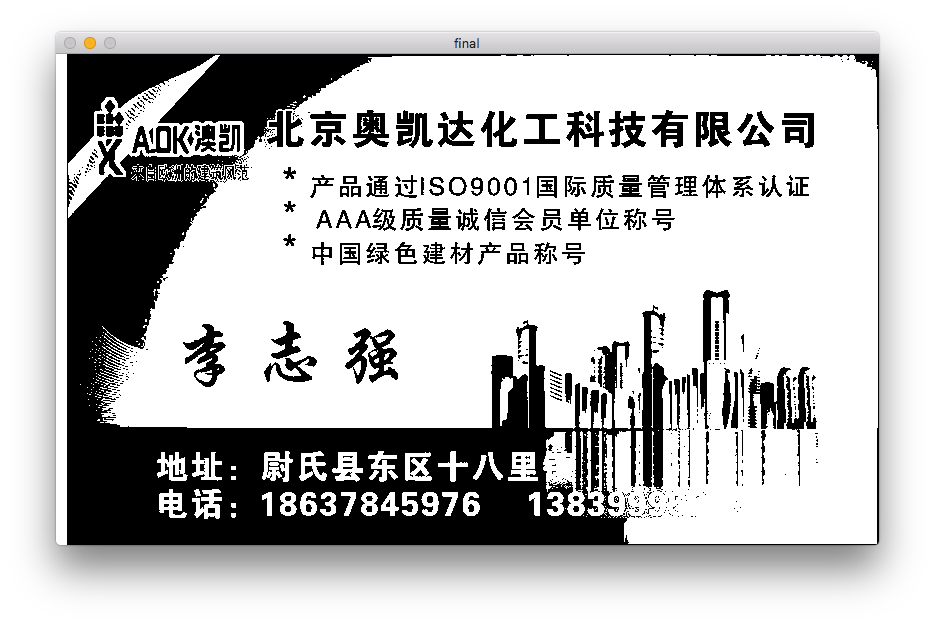 final
AOK澳凯
来自欧洲的建筑风范
北京奥凯达化工科技有限公司
* 产品通过ISO9001国际质量管理体系认证
* AAA级质量诚信会员单位称号
* 中国绿色建材产品称号
李志强
地址：尉氏县东区十八里镇
电话：18637845976